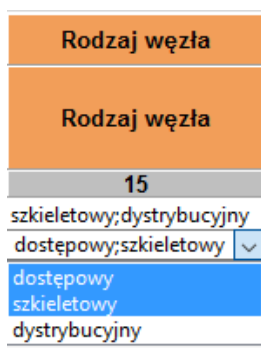 Rodzaj węzła
Rodzaj węzła
15
szkieletowy;dystrybucyjny
dostępowy;szkieletowy
dostępowy
szkieletowy
dystrybucyjny